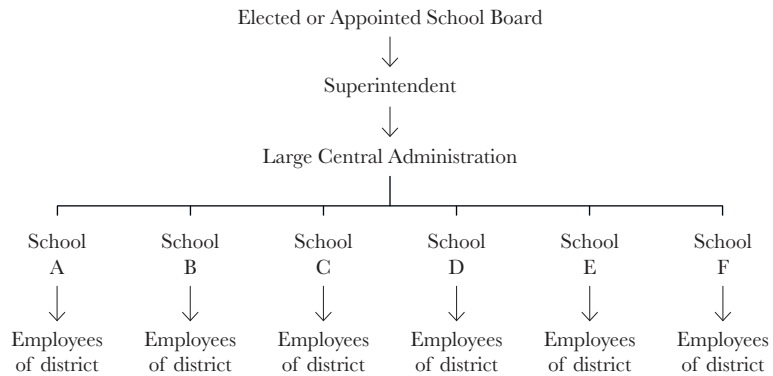 Elected or Appointed School Board
Superintendent
Large Central Administration
School School School School School School
A B C D E F
Employees Employees Employees Employees Employees Employees
of district of district of district of district of district of district